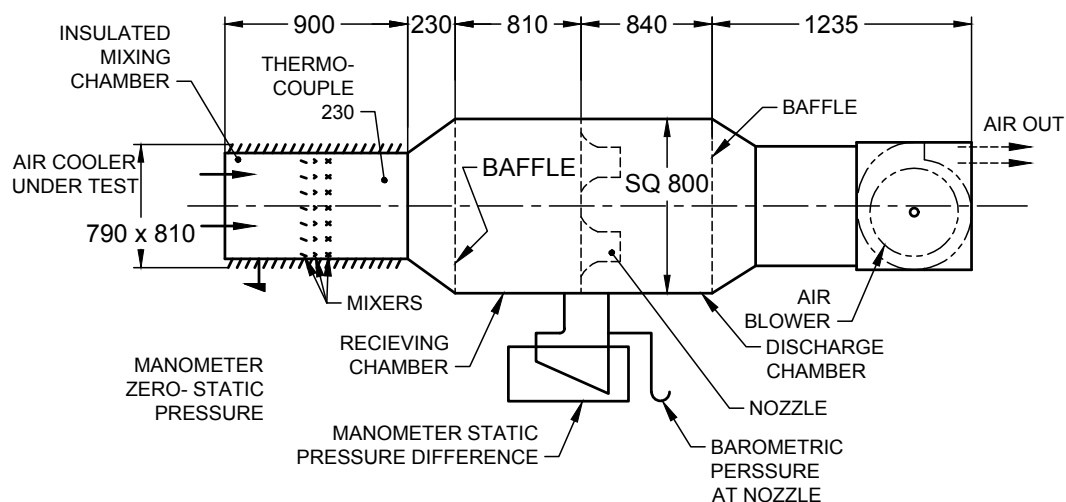 900
230
810
840
1235
INSULATED
MIXING
CHAMBER
THERMO-
COUPLE
230
BAFFLE
AIR OUT
AIR COOLER
UNDER TEST
BAFFLE
SQ 800
790 x 810
MIXERS
AIR
BLOWER
RECIEVING
CHAMBER
DISCHARGE
CHAMBER
MANOMETER
ZERO- STATIC
PRESSURE
NOZZLE
MANOMETER STATIC
PRESSURE DIFFERENCE
BAROMETRIC
PERSSURE
AT NOZZLE